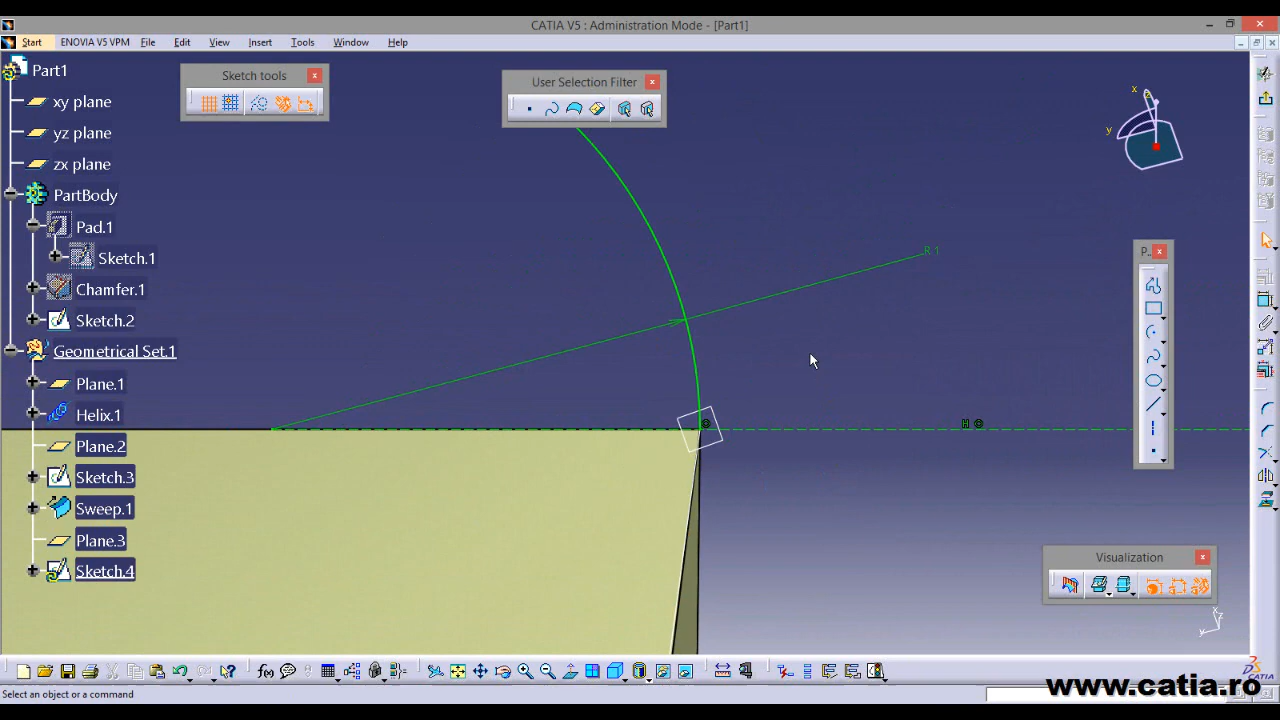 CATIA V5 : Administration Mode - [Part1]
Start ENOVIA V5 VPM File Edit View Insert Tools Window Help
Part1
xy plane
yz plane
zx plane
PartBody
Pad.1
Sketch.1
Chamfer.1
Sketch.2
Geometrical Set.1
Plane.1
Helix.1
Plane.2
Sketch.3
Sweep.1
Plane.3
Sketch.4
Sketch tools
User Selection Filter
x
y
R 1
H
P..
Visualization
x
z
y
f(x)
Select an object or a command
CATIA
www.catia.ro